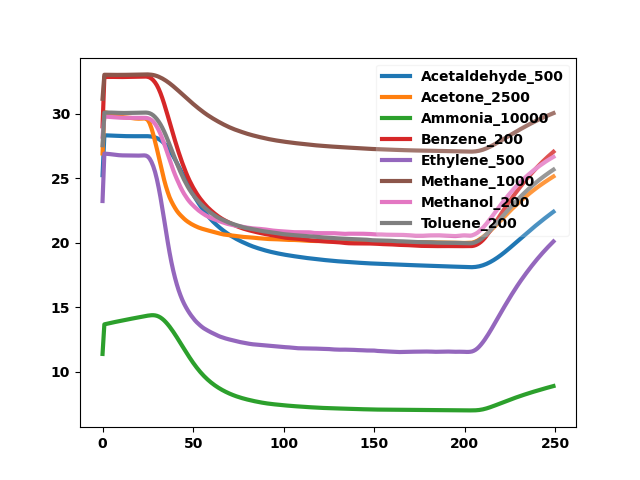 Acetaldehyde_500
Acetone_2500
Ammonia_10000
Benzene_200
Ethylene_500
Methane_1000
Methanol_200
Toluene_200
30
25
20
15
10
0 50 100 150 200 250